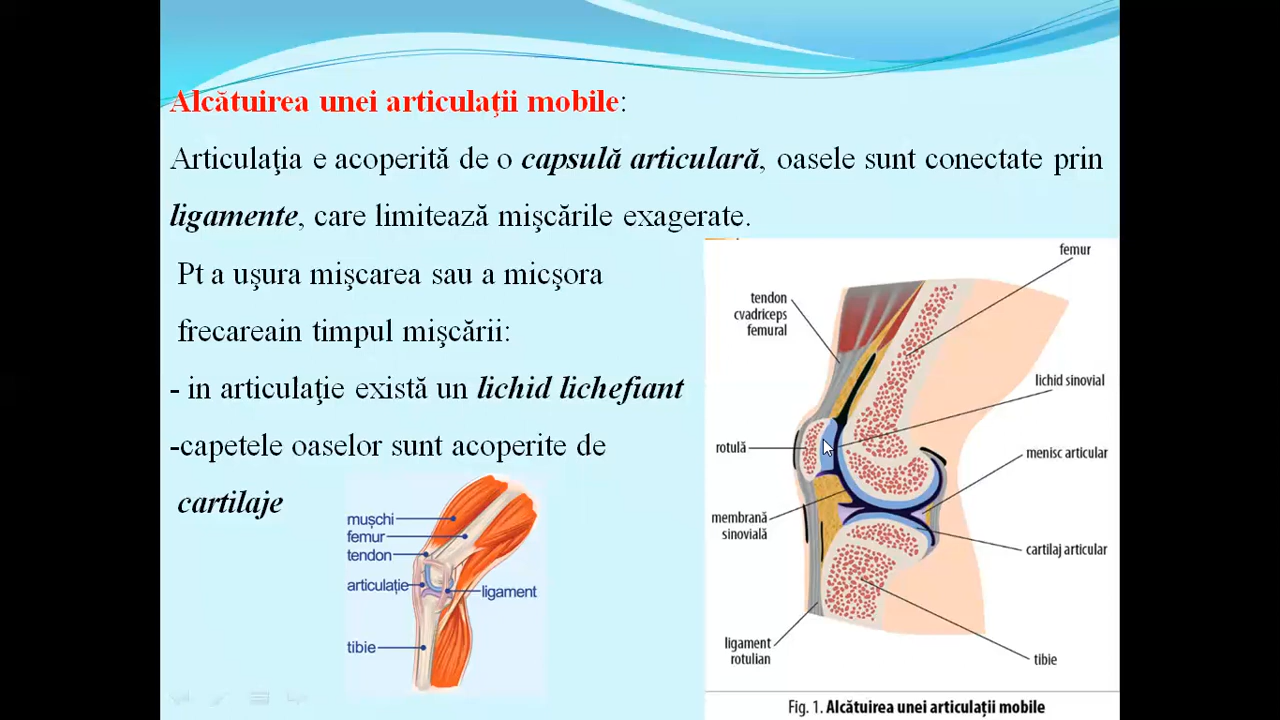 Alcătuirea unei articulaţii mobile:
Articulaţia e acoperită de o capsulă articulară, oasele sunt conectate prin
ligamente, care limitează mişcările exagerate.
Pt a uşura mişcarea sau a micşora
frecareain timpul mişcării:
- in articulaţie există un lichid lichefiant
-capetele oaselor sunt acoperite de
cartilaje
mușchi
femur
tendon
articulație
ligament
tibie
femur
tendon
cvadriceps
femural
lichid sinovial
rotulă
menisc articular
membrană
sinovială
cartilaj articular
ligament
rotulian
tibie
Fig. 1. Alcătuirea unei articulații mobile